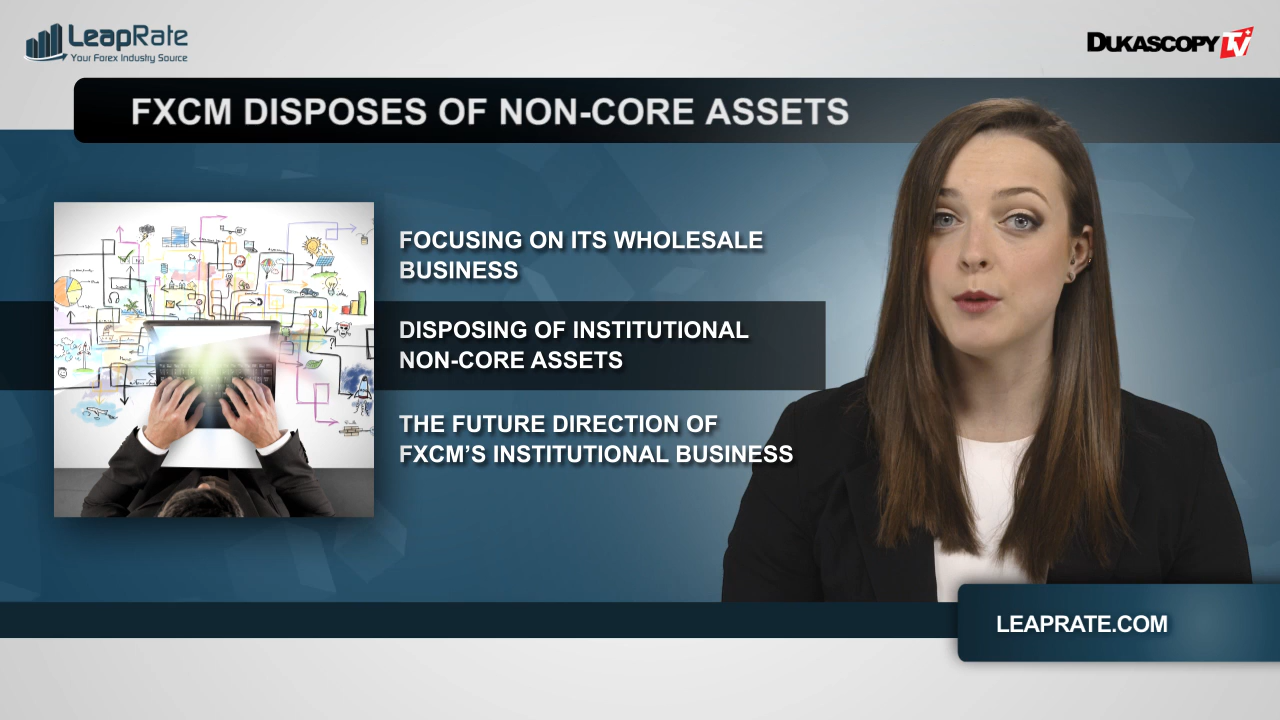 LeapRate
Your Forex Industry Source
DUKASCOPY TV
FXCM DISPOSES OF NON-CORE ASSETS
FOCUSING ON ITS WHOLESALE
BUSINESS
DISPOSING OF INSTITUTIONAL
NON-CORE ASSETS
THE FUTURE DIRECTION OF
FXCM'S INSTITUTIONAL BUSINESS
LEAPRATE.COM